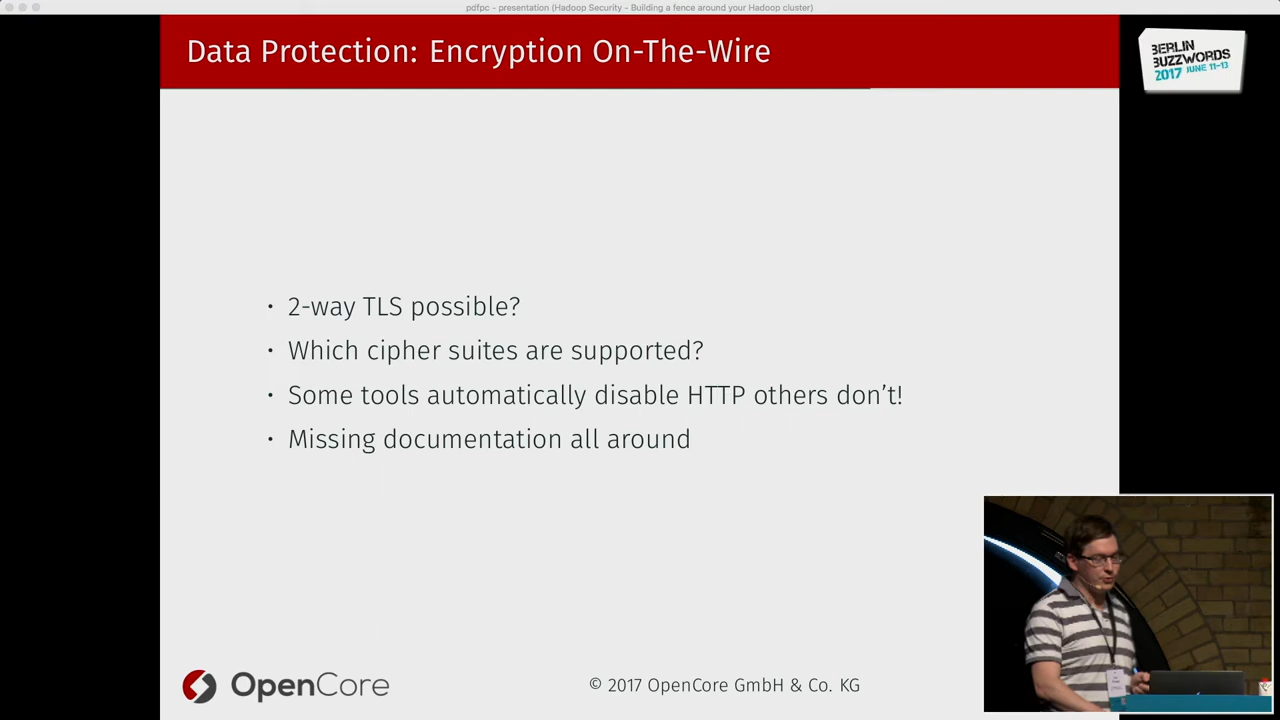 pdfpc - presentation (Hadoop Security - Building a fence around your Hadoop cluster)
Data Protection: Encryption On-The-Wire
BERLIN
BUZZWORDS
2017 JUNE 11-13
• 2-way TLS possible?
• Which cipher suites are supported?
• Some tools automatically disable HTTP others don’t!
• Missing documentation all around
OpenCore
© 2017 OpenCore GmbH & Co. KG